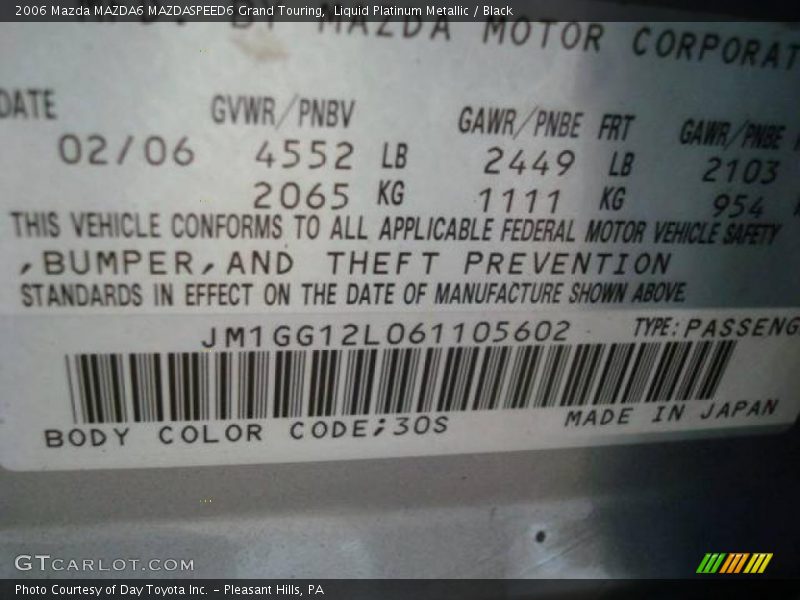 2006 Mazda MAZDA6 MAZDASPEED6 Grand Touring, Liquid Platinum Metallic / Black
BY MAZDA MOTOR CORPORAT
DATE GVWR/PNBV GAWR/PNBE FRT GAWR/PNBE
02/06 4552 LB 2449 LB 2103
2065 KG 1111 KG 954
THIS VEHICLE CONFORMS TO ALL APPLICABLE FEDERAL MOTOR VEHICLE SAFETY
,BUMPER,AND THEFT PREVENTION
STANDARDS IN EFFECT ON THE DATE OF MANUFACTURE SHOWN ABOVE.
JM1GG12L061105602 TYPE:PASSENG
BODY COLOR CODE;30S MADE IN JAPAN
GTCARLOT.COM
Photo Courtesy of Day Toyota Inc. - Pleasant Hills, PA